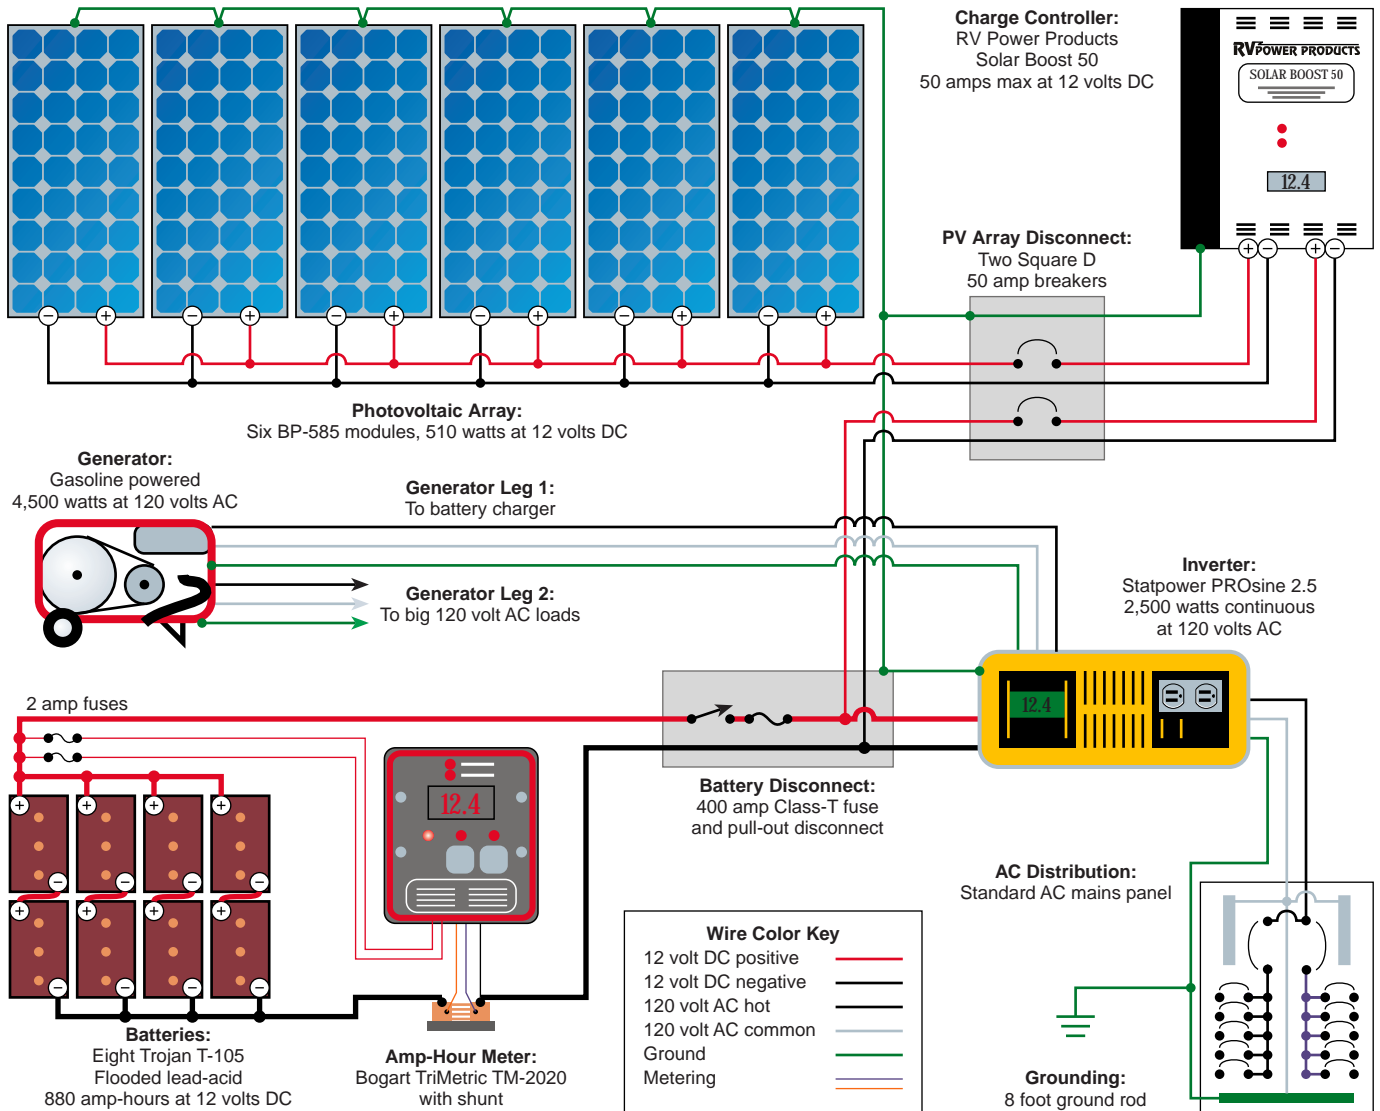 Charge Controller:
RV Power Products
Solar Boost 50
50 amps max at 12 volts DC
RV POWER PRODUCTS
SOLAR BOOST 50
12.4
+ − + −
PV Array Disconnect:
Two Square D
50 amp breakers
− + − + − + − + − + − +
Photovoltaic Array:
Six BP-585 modules, 510 watts at 12 volts DC
Generator:
Gasoline powered
4,500 watts at 120 volts AC
Generator Leg 1:
To battery charger
Generator Leg 2:
To big 120 volt AC loads
Inverter:
Statpower PROsine 2.5
2,500 watts continuous
at 120 volts AC
12.4
2 amp fuses
12.4
Battery Disconnect:
400 amp Class-T fuse
and pull-out disconnect
+ + + +
− − − −
+ + + +
− − − −
AC Distribution:
Standard AC mains panel
Wire Color Key
12 volt DC positive
12 volt DC negative
120 volt AC hot
120 volt AC common
Ground
Metering
Batteries:
Eight Trojan T-105
Flooded lead-acid
880 amp-hours at 12 volts DC
Amp-Hour Meter:
Bogart TriMetric TM-2020
with shunt
Grounding:
8 foot ground rod